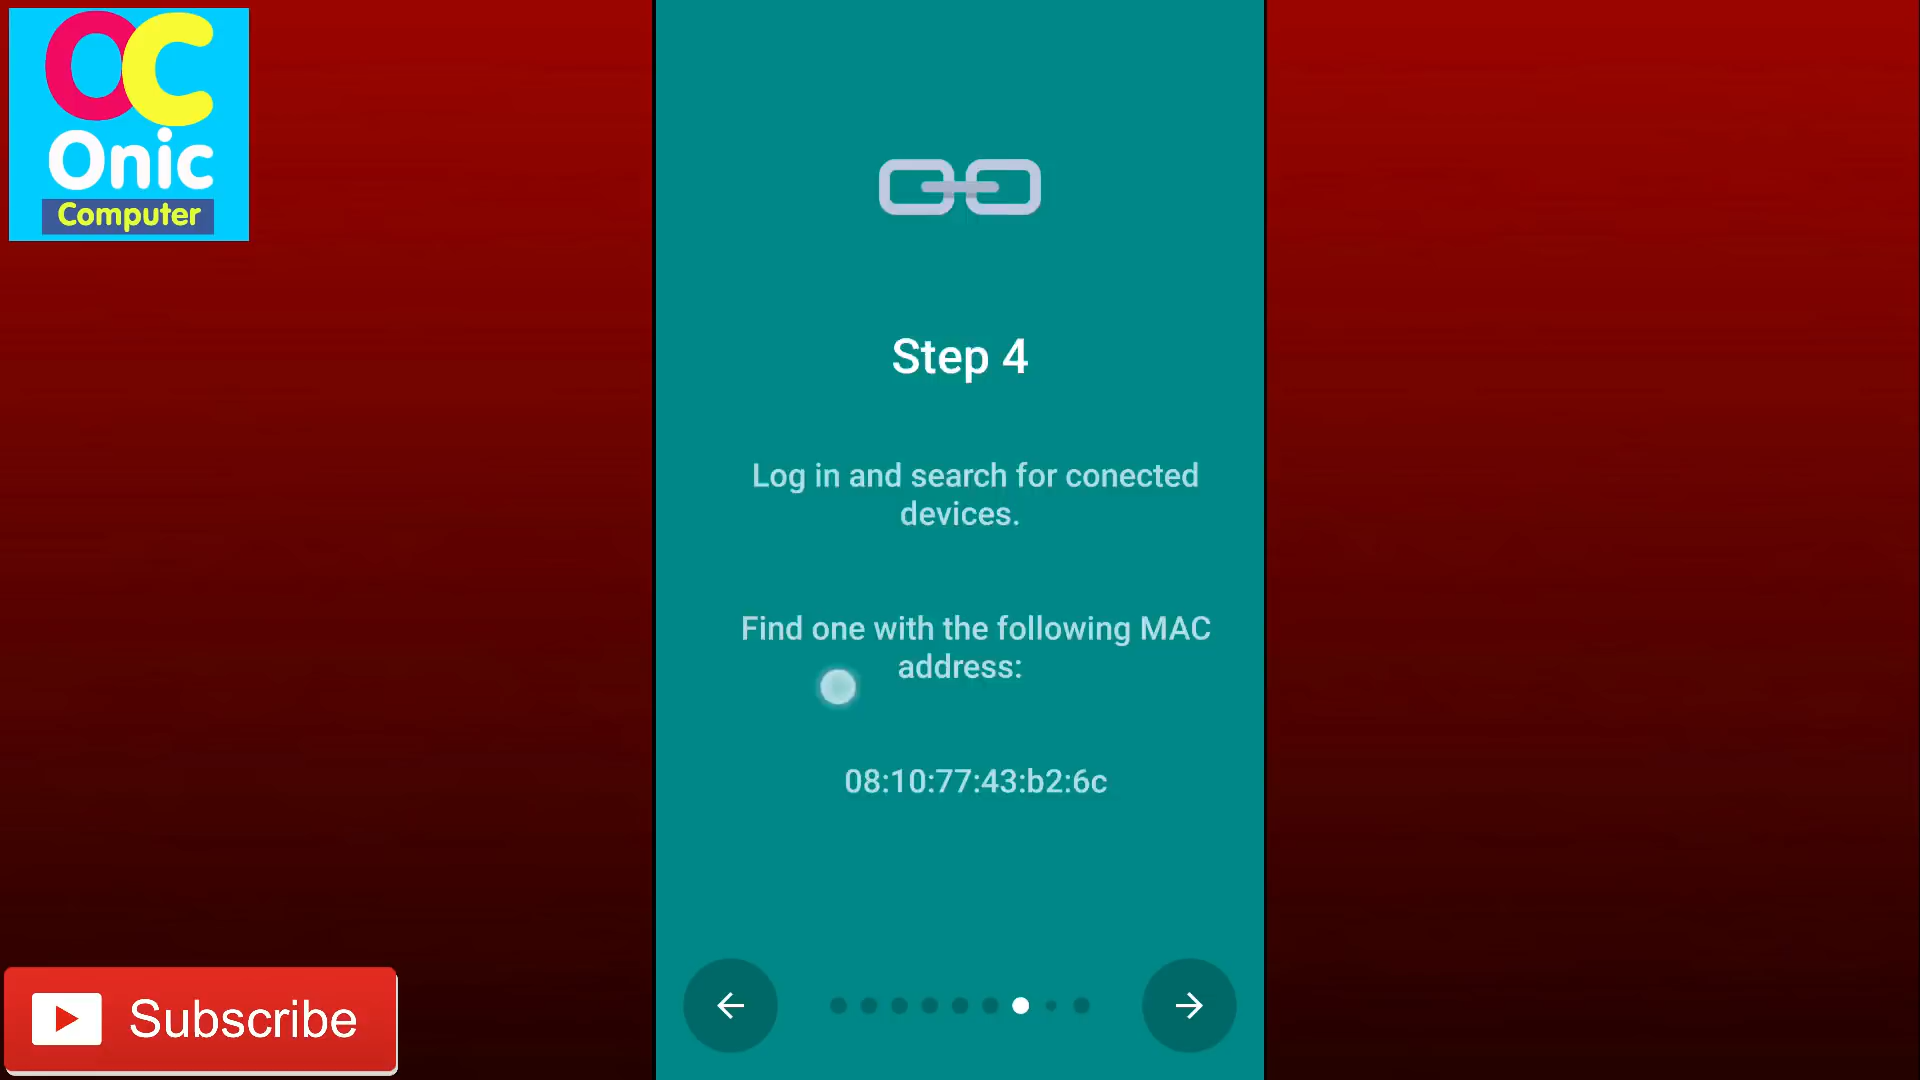 OC
Onic
Computer
Step 4
Log in and search for conected
devices.
Find one with the following MAC
address:
08:10:77:43:b2:6c
Subscribe